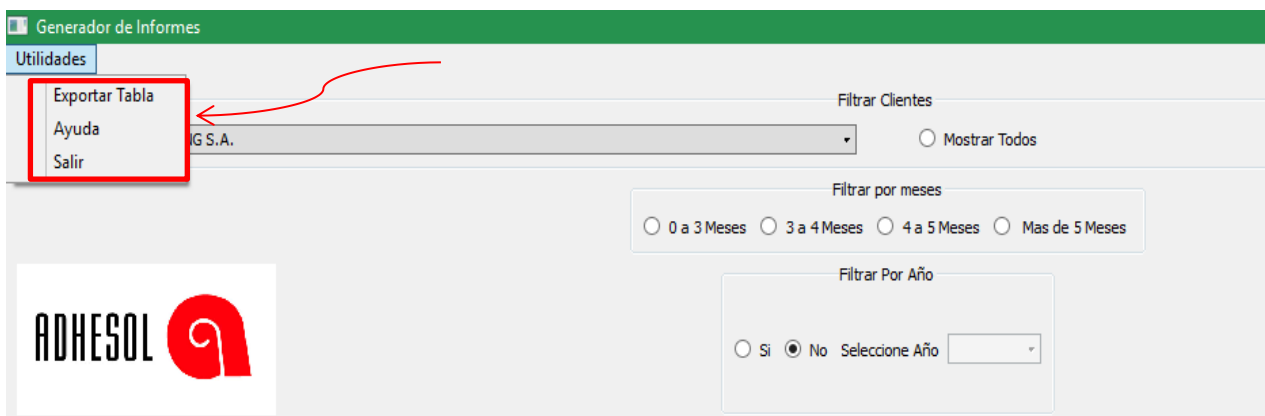 Generador de Informes
Utilidades
Exportar Tabla
Ayuda
Salir
Filtrar Clientes
S.A.
Mostrar Todos
Filtrar por meses
0 a 3 Meses 3 a 4 Meses 4 a 5 Meses Mas de 5 Meses
Filtrar Por Año
Si No Seleccione Año
ADHESOL